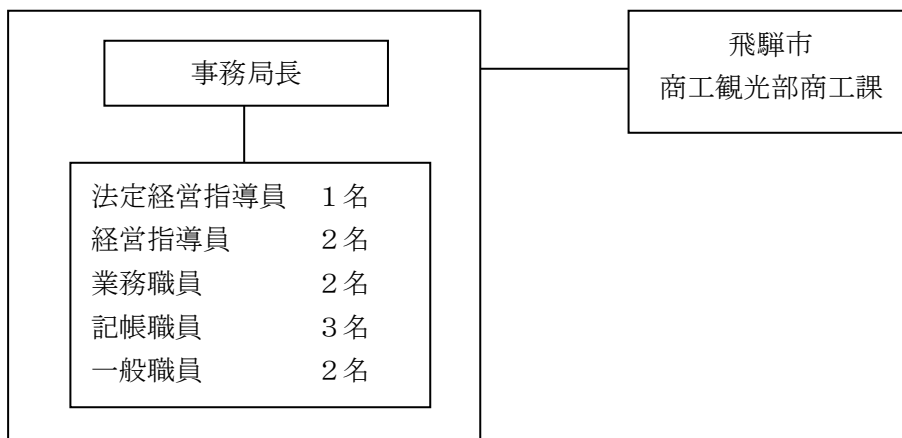 事務局長
法定経営指導員　１名
経営指導員　２名
業務職員　２名
記帳職員　３名
一般職員　２名
飛騨市
商工観光部商工課